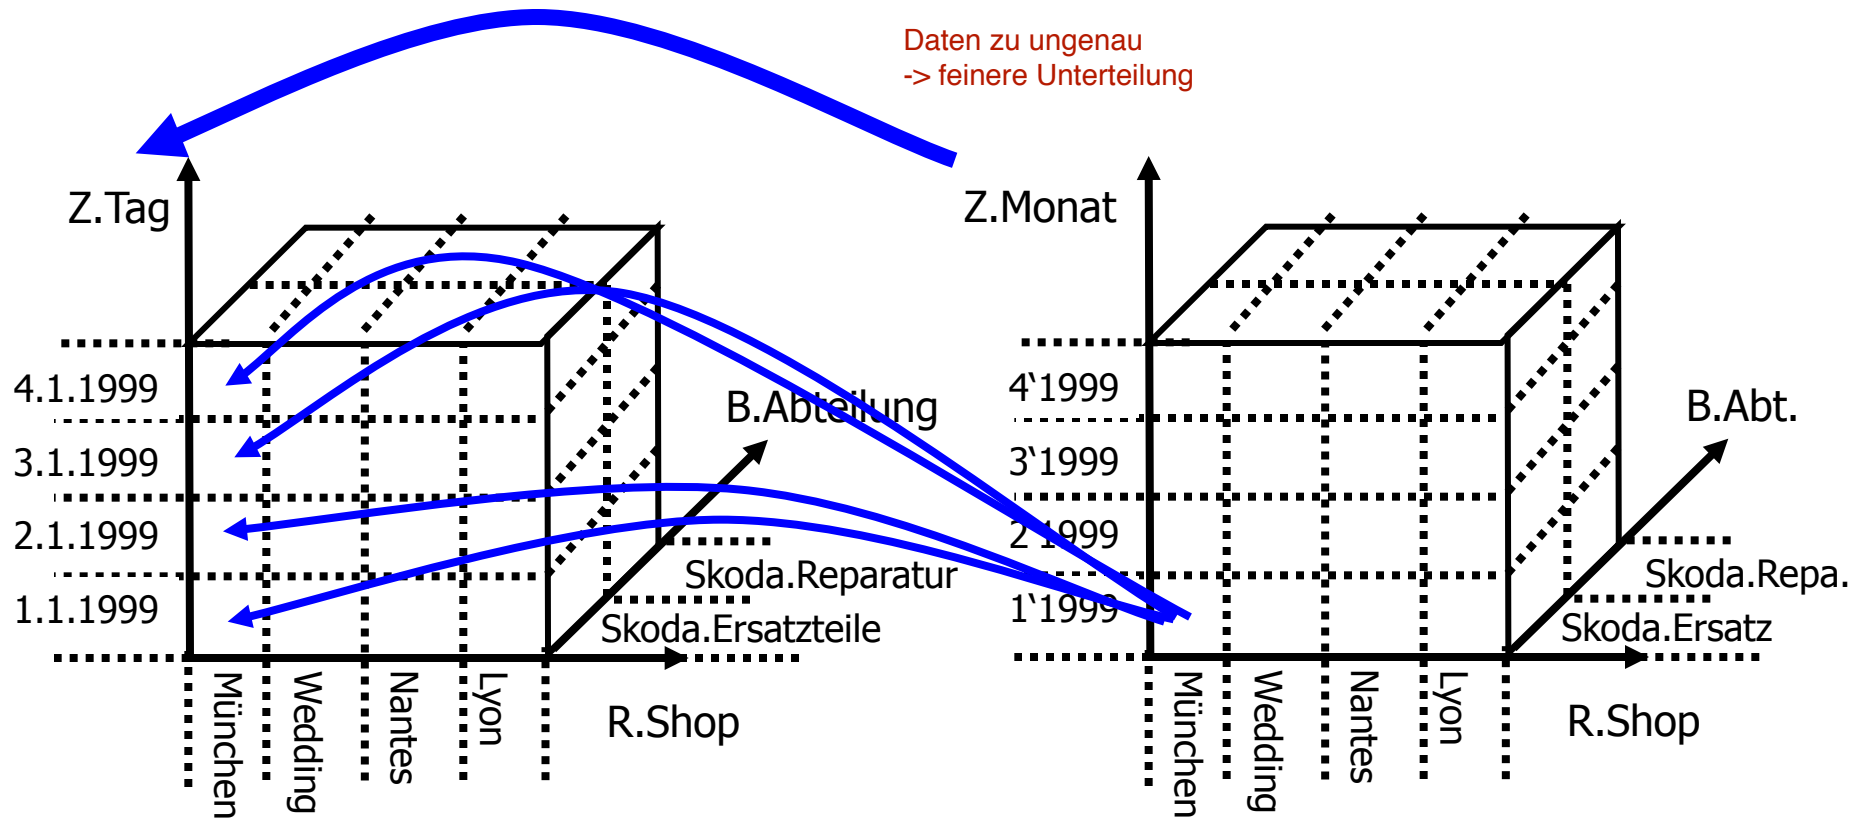 Daten zu ungenau
-> feinere Unterteilung
Z.Tag
4.1.1999
3.1.1999
2.1.1999
1.1.1999
B.Abteilung
Skoda.Reparatur
Skoda.Ersatzteile
München
Wedding
Nantes
Lyon
R.Shop
Z.Monat
4‘1999
3‘1999
2‘1999
1‘1999
B.Abt.
Skoda.Repa.
Skoda.Ersatz
München
Wedding
Nantes
Lyon
R.Shop